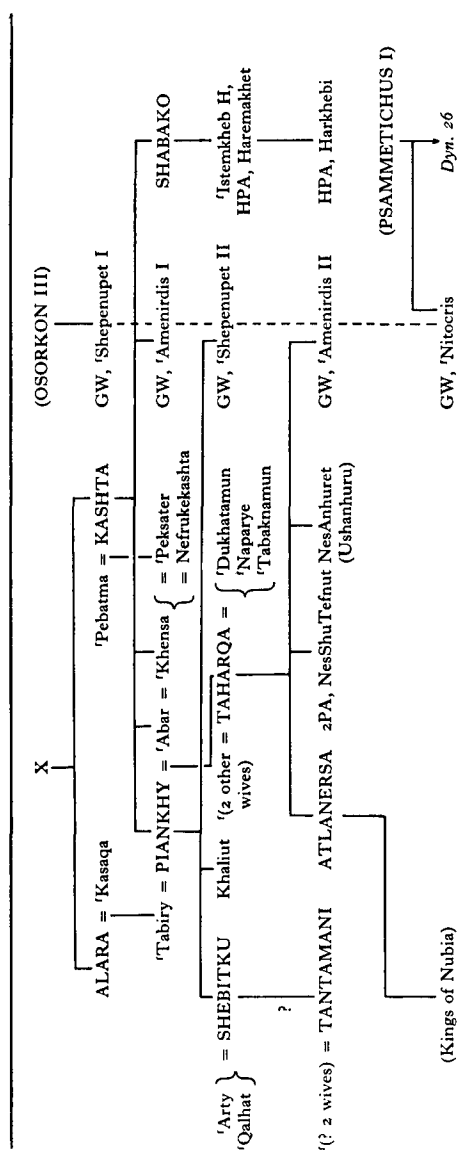 X (OSORKON III)
ALARA = ᶠKasaqa ᶠPebatma = KASHTA GW, ᶠShepenupet I
ᶠTabiry = PIANKHY = ᶠAbar = ᶠKhensa = ᶠPeksater GW, ᶠAmenirdis I SHABAKO
= Nefrukekashta
ᶠArty = SHEBITKU Khaliut ᶠ(2 other = TAHARQA = ᶠDukhatamun GW, ᶠShepenupet II ᶠIstemkheb H,
ᶠQalhat wives) ᶠNaparye HPA, Haremakhet
ᶠTabaknamun
?
ᶠ(? 2 wives) = TANTAMANI ATLANERSA 2PA, NesShuTefnut NesAnhuret GW, ᶠAmenirdis II HPA, Harkhebi
(Ushanhuru)
(PSAMMETICHUS I)
(Kings of Nubia) GW, ᶠNitocris Dyn. 26